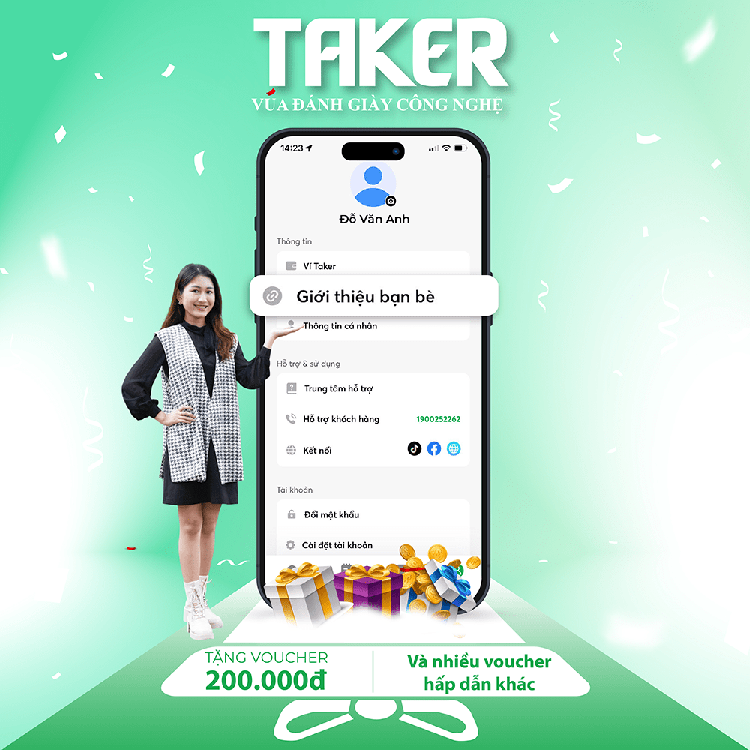 TAKER
VUA ĐÁNH GIÀY CÔNG NGHỆ
14:23
Đỗ Văn Anh
Thông tin
Ví Taker
Giới thiệu bạn bè
Thông tin cá nhân
Hỗ trợ & sử dụng
Trung tâm hỗ trợ
Hỗ trợ khách hàng 1900252262
Kết nối
Tài khoản
Đổi mật khẩu
Cài đặt tài khoản
TẶNG VOUCHER
200.000đ
Và nhiều voucher
hấp dẫn khác